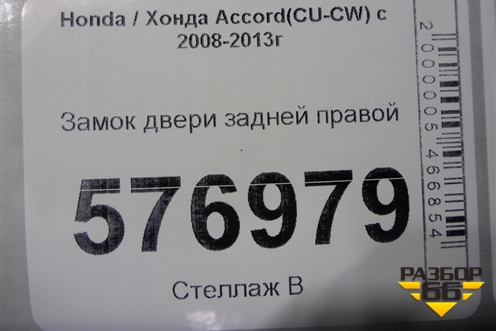 Honda / Хонда Accord(CU-CW) с
2008-2013г
Замок двери задней правой
576979
Стеллаж В
2000005466854
РАЗБОР
66